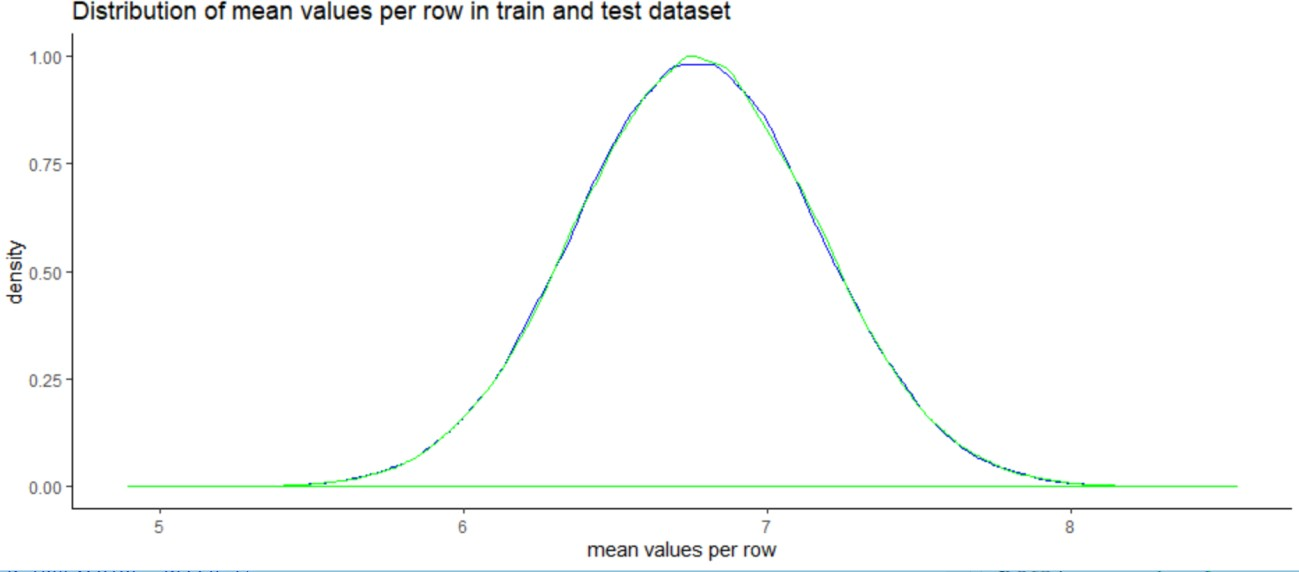 Distribution of mean values per row in train and test dataset
1.00
0.75
0.50
0.25
0.00
density
5 6 7 8
mean values per row